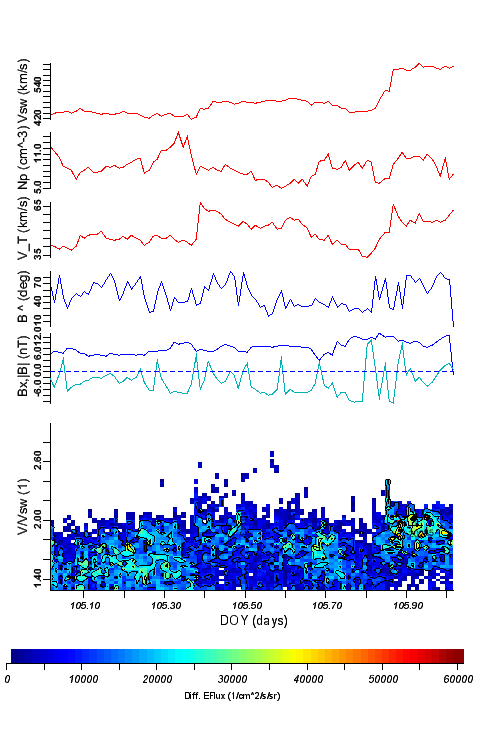 Vsw (km/s)
540
420
Np (cm^-3)
11.0
5.0
V_T (km/s)
65
35
B ^ (deg)
70
40
10
Bx,|B| (nT)
12.0
6.0
0.0
-6.0
V/Vsw (1)
2.60
2.00
1.40
105.10 105.30 105.50 105.70 105.90
DOY (days)
0 10000 20000 30000 40000 50000 60000
Diff. EFlux (1/cm^2/s/sr)